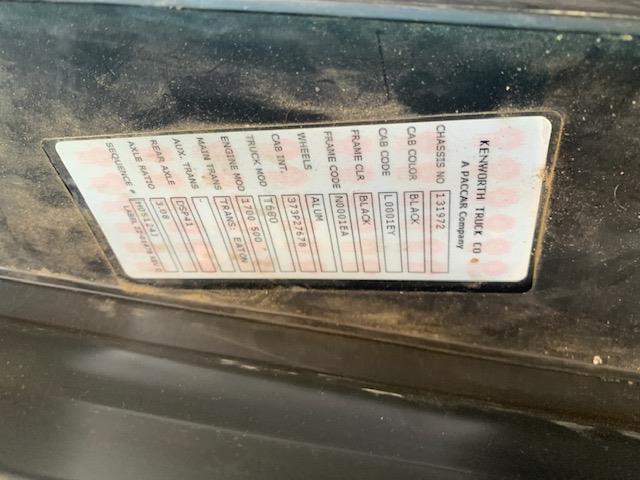 KENWORTH TRUCK CO
A PACCAR Company
CHASSIS NO 131972
CAB COLOR BLACK
CAB CODE L0001EY
FRAME CLR. BLACK
FRAME CODE N0001EA
WHEELS ALUM
CAB INT. 373P27678
TRUCK MOD T680
ENGINE MOD 1700 500
MAIN TRANS TRANS: EATON
AUX. TRANS -
REAR AXLE DSP41
AXLE RATIO 3.08
SEQUENCE #
LABEL